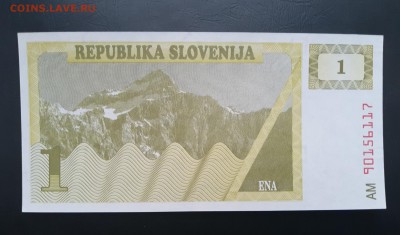 COINS.LAVE.RU
REPUBLIKA SLOVENIJA
1
1
ENA
AM 90156117